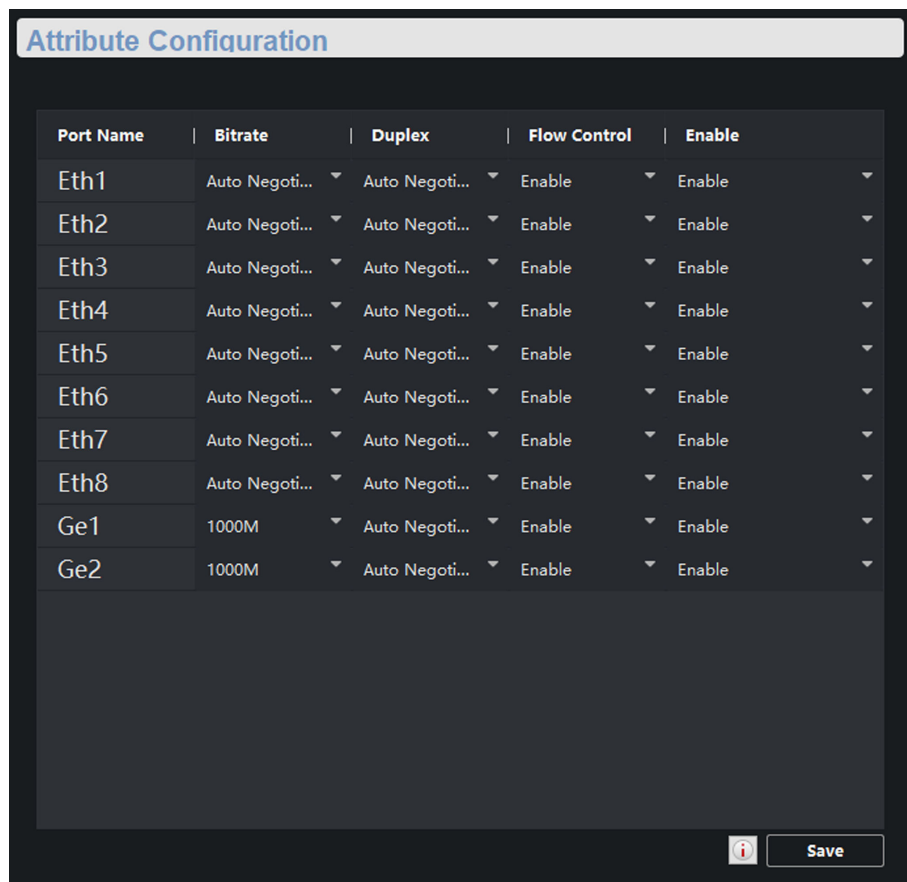 Attribute Configuration
Port Name | Bitrate | Duplex | Flow Control | Enable
Eth1 Auto Negoti... Auto Negoti... Enable Enable
Eth2 Auto Negoti... Auto Negoti... Enable Enable
Eth3 Auto Negoti... Auto Negoti... Enable Enable
Eth4 Auto Negoti... Auto Negoti... Enable Enable
Eth5 Auto Negoti... Auto Negoti... Enable Enable
Eth6 Auto Negoti... Auto Negoti... Enable Enable
Eth7 Auto Negoti... Auto Negoti... Enable Enable
Eth8 Auto Negoti... Auto Negoti... Enable Enable
Ge1 1000M Auto Negoti... Enable Enable
Ge2 1000M Auto Negoti... Enable Enable
i Save